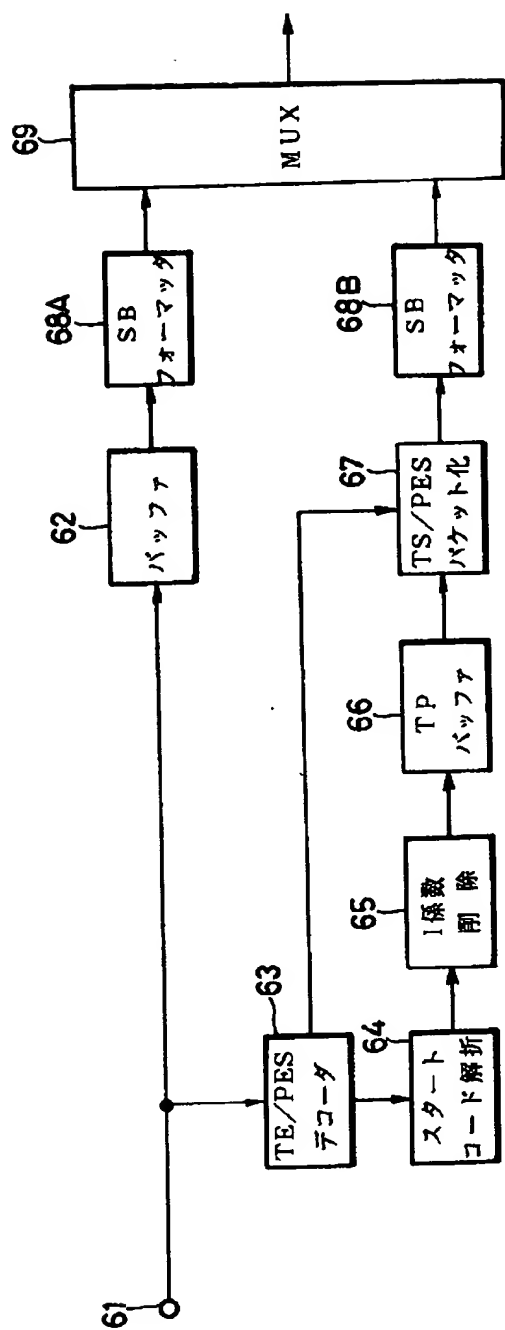 61
62
バッファ
68A
SB
フォーマッタ
69
MUX
63
TE/PES
デコーダ
64
スタート
コード解折
65
I係数
削除
66
TP
バッファ
67
TS/PES
パケット化
68B
SB
フォーマッタ